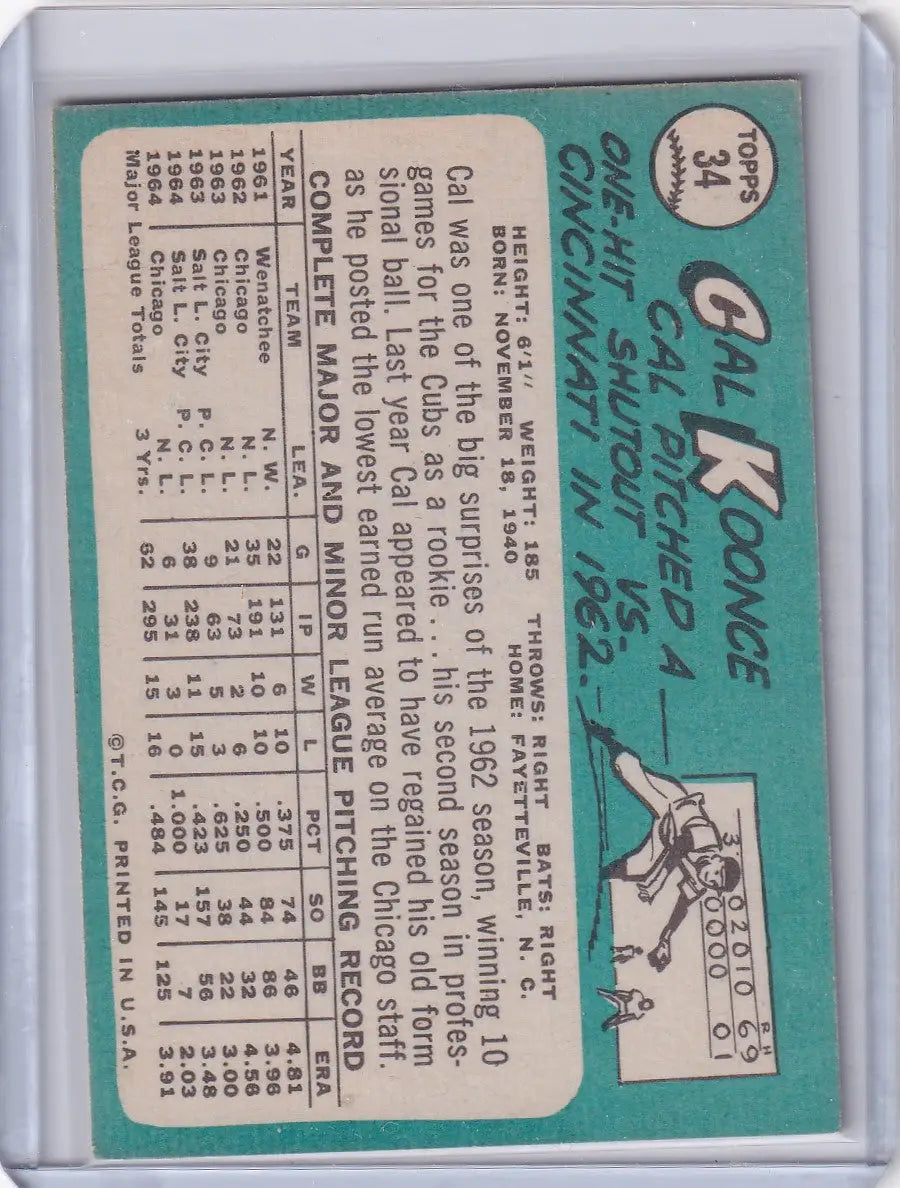 TOPPS
34
CAL KOONCE
CAL PITCHED A
ONE-HIT SHUTOUT VS.
CINCINNATI IN 1962.
R H
3 02010 69
0000 01
HEIGHT: 6'1" WEIGHT: 185 THROWS: RIGHT BATS: RIGHT
BORN: NOVEMBER 18, 1940 HOME: FAYETTEVILLE, N. C.
Cal was one of the big surprises of the 1962 season, winning 10
games for the Cubs as a rookie . . . his second season in profes-
sional ball. Last year Cal appeared to have regained his old form
as he posted the lowest earned run average on the Chicago staff.
COMPLETE MAJOR AND MINOR LEAGUE PITCHING RECORD
YEAR TEAM LEA. G IP W L PCT SO BB ERA
1961 Wenatchee N. W. 22 131 6 10 .375 74 46 4.81
1962 Chicago N. L. 35 191 10 10 .500 84 86 3.96
1963 Chicago N. L. 21 73 2 6 .250 44 32 4.56
1963 Salt L. City P. C. L. 9 63 5 3 .625 38 22 3.00
1964 Salt L. City P. C. L. 38 238 11 15 .423 157 56 3.48
1964 Chicago N. L. 6 31 3 0 1.000 17 7 2.03
Major League Totals 3 Yrs. 62 295 15 16 .484 145 125 3.91
©T.C.G. PRINTED IN U.S.A.